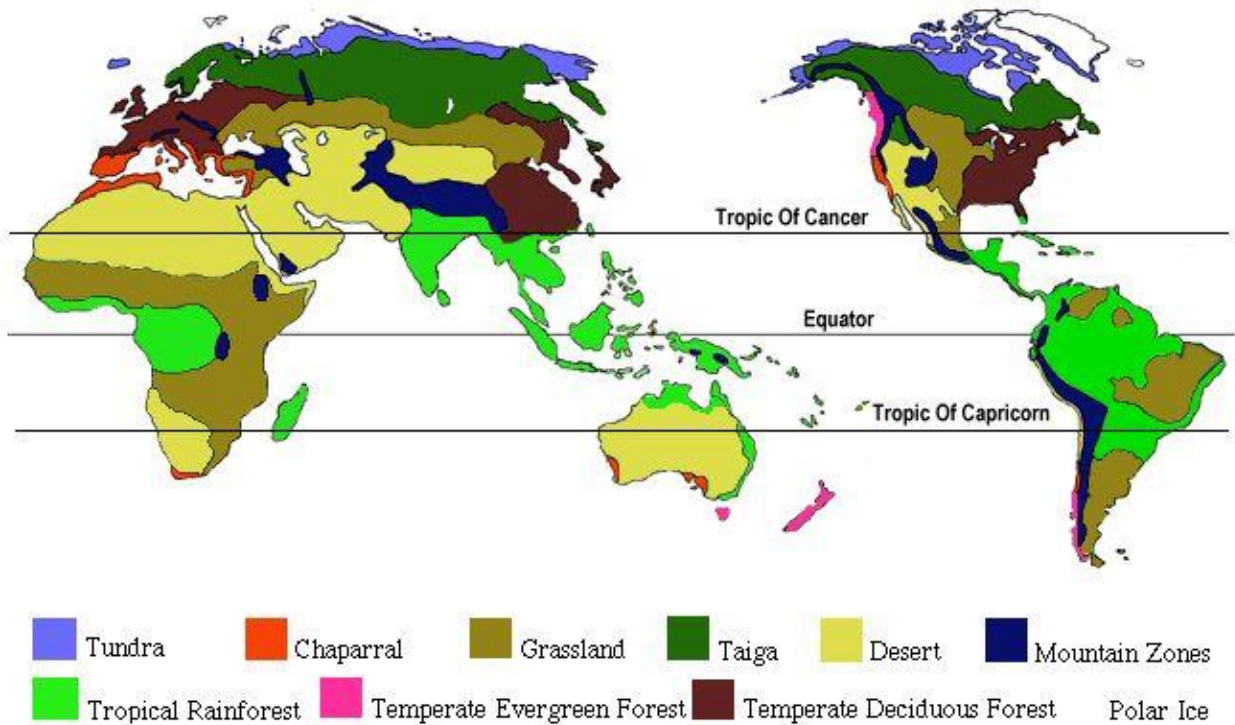 Tropic Of Cancer
Equator
Tropic Of Capricorn
Tundra Chaparral Grassland Taiga Desert Mountain Zones
Tropical Rainforest Temperate Evergreen Forest Temperate Deciduous Forest Polar Ice